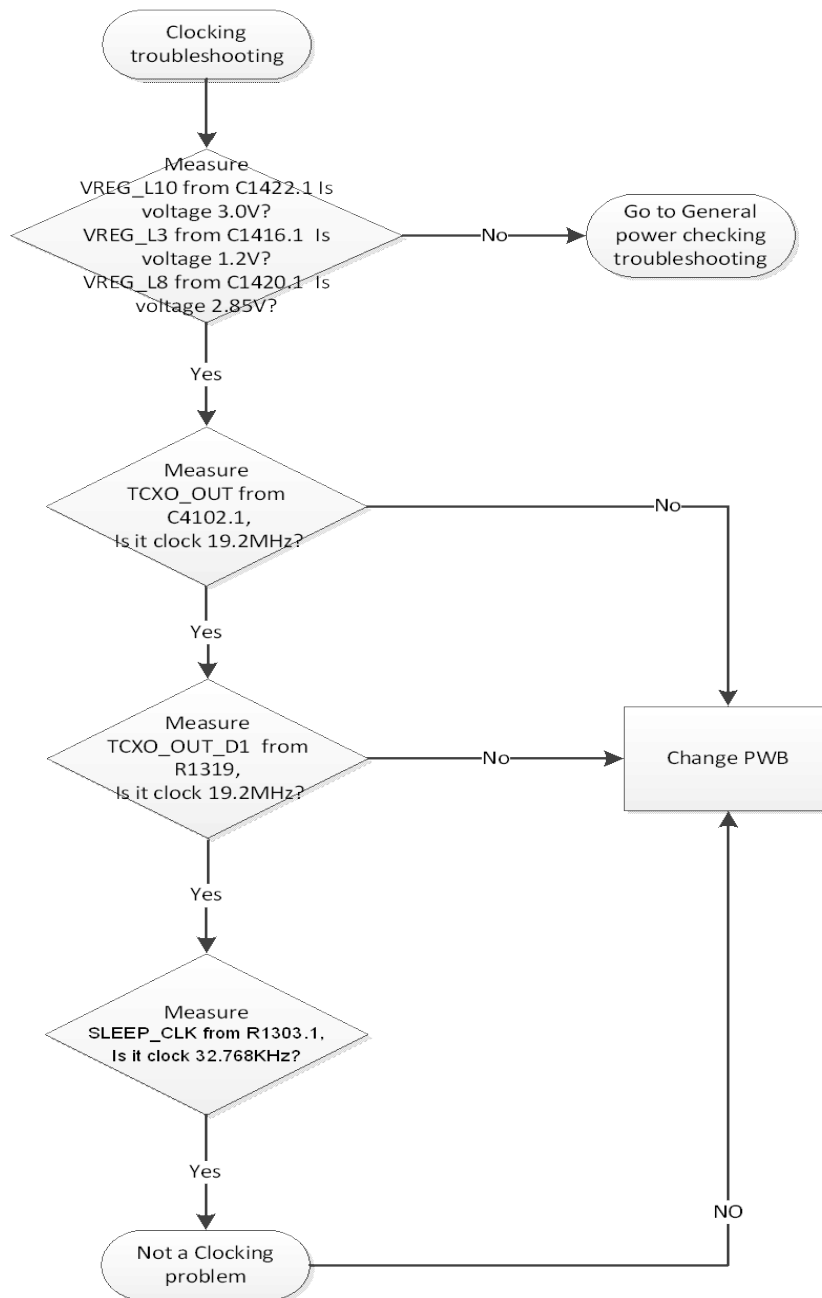 Clocking
troubleshooting
Measure
VREG_L10 from C1422.1 Is
voltage 3.0V?
VREG_L3 from C1416.1 Is
voltage 1.2V?
VREG_L8 from C1420.1 Is
voltage 2.85V?
No
Go to General
power checking
troubleshooting
Yes
Measure
TCXO_OUT from
C4102.1,
Is it clock 19.2MHz?
No
Yes
Measure
TCXO_OUT_D1 from
R1319,
Is it clock 19.2MHz?
No
Change PWB
Yes
Measure
SLEEP_CLK from R1303.1,
Is it clock 32.768KHz?
Yes
NO
Not a Clocking
problem